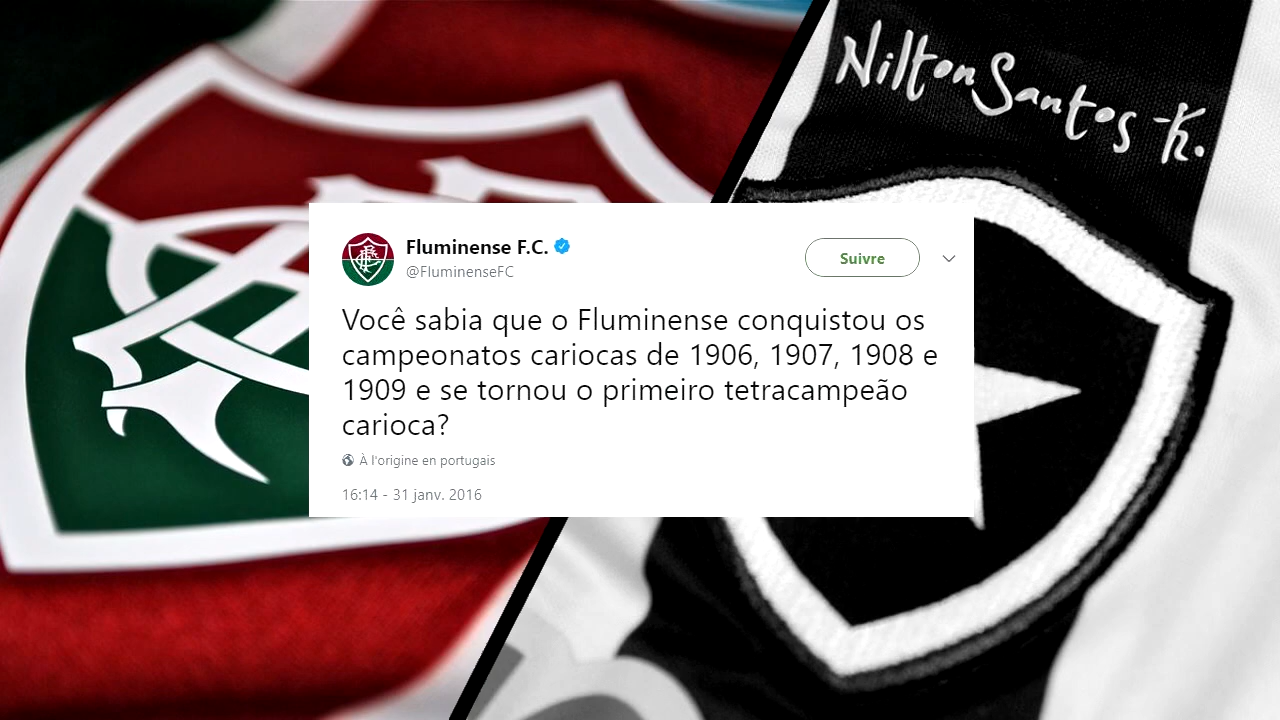 Nilton Santos
Fluminense F.C.
@FluminenseFC
Suivre
Você sabia que o Fluminense conquistou os
campeonatos cariocas de 1906, 1907, 1908 e
1909 e se tornou o primeiro tetracampeão
carioca?
À l'origine en portugais
16:14 - 31 janv. 2016